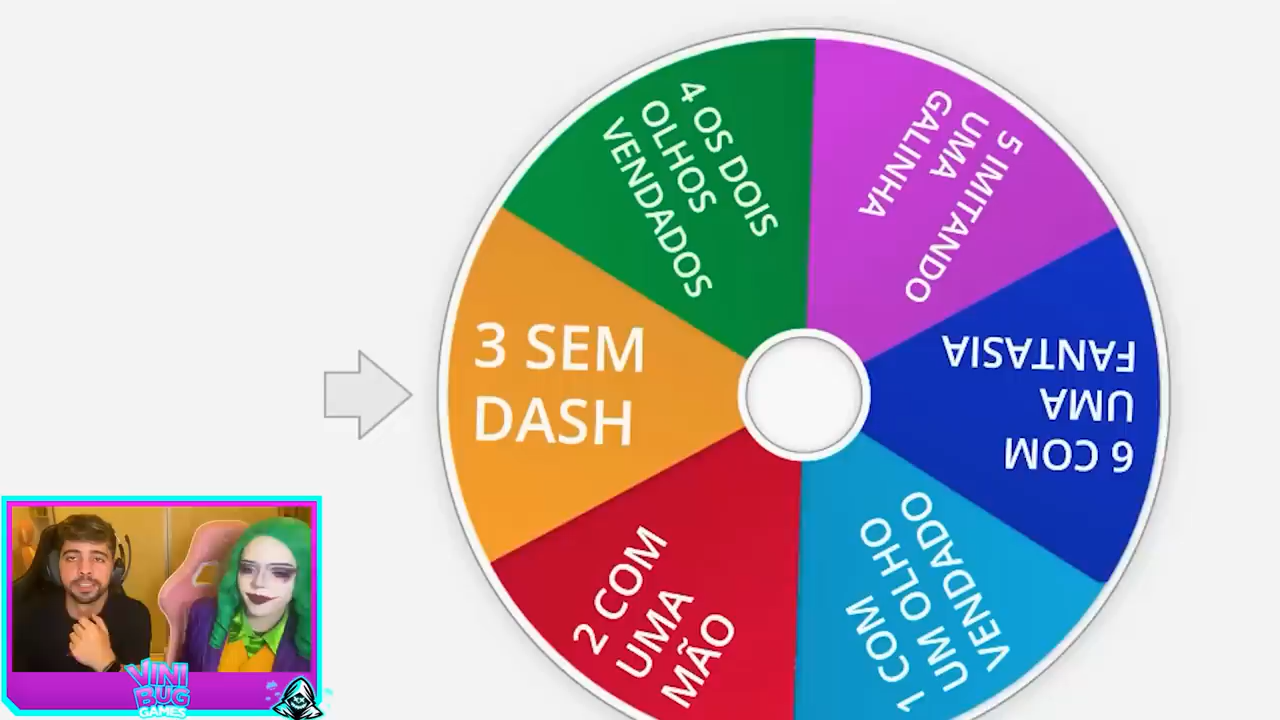 4 OS DOIS
OLHOS
VENDADOS
5 IMITANDO
UMA
GALINHA
3 SEM
DASH
6 COM
UMA
FANTASIA
2 COM
UMA
MÃO
1 COM
UM OLHO
VENDADO
VINI
BUG
GAMES